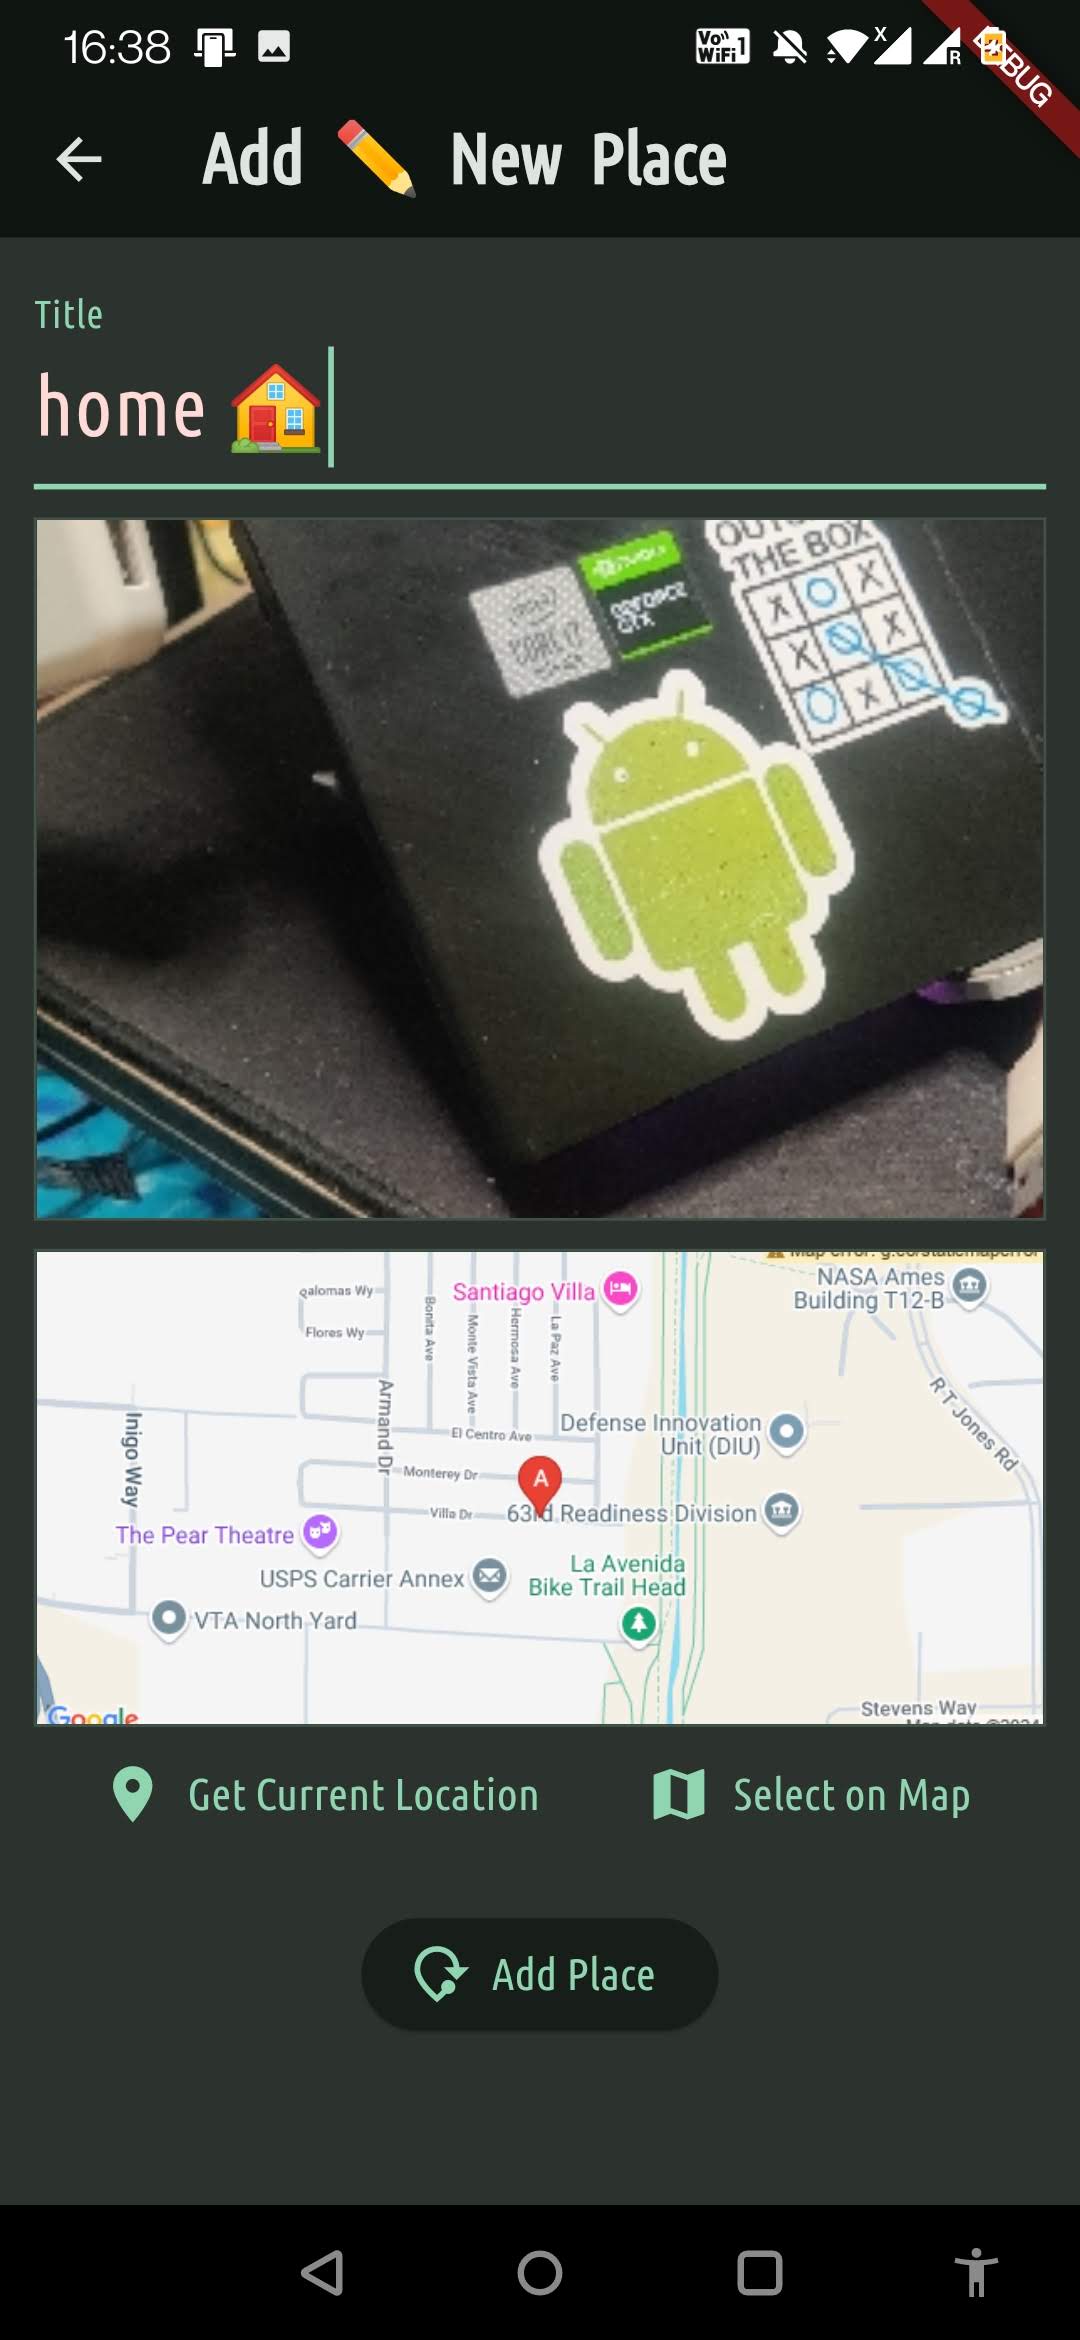 16:38
Vo)) WiFi 1
X
R
DEBUG
Add ✏️ New Place
Title
home 🏠
THE BOX
X O X
X O X
O X O O
intel
CORE i7
GEFORCE
GTX
Map error: g.co/staticmaperror
Santiago Villa
NASA Ames
Building T12-B
Flores Wy
Bonita Ave
Monte Vista Ave
Hermosa Ave
La Paz Ave
Inigo Way
Armand Dr
El Centro Ave
Defense Innovation
Unit (DIU)
R T Jones Rd
Monterey Dr
A
Villa Dr
63rd Readiness Division
The Pear Theatre
La Avenida
Bike Trail Head
USPS Carrier Annex
VTA North Yard
Stevens Way
Google
Map data ©2024
Get Current Location
Select on Map
Add Place